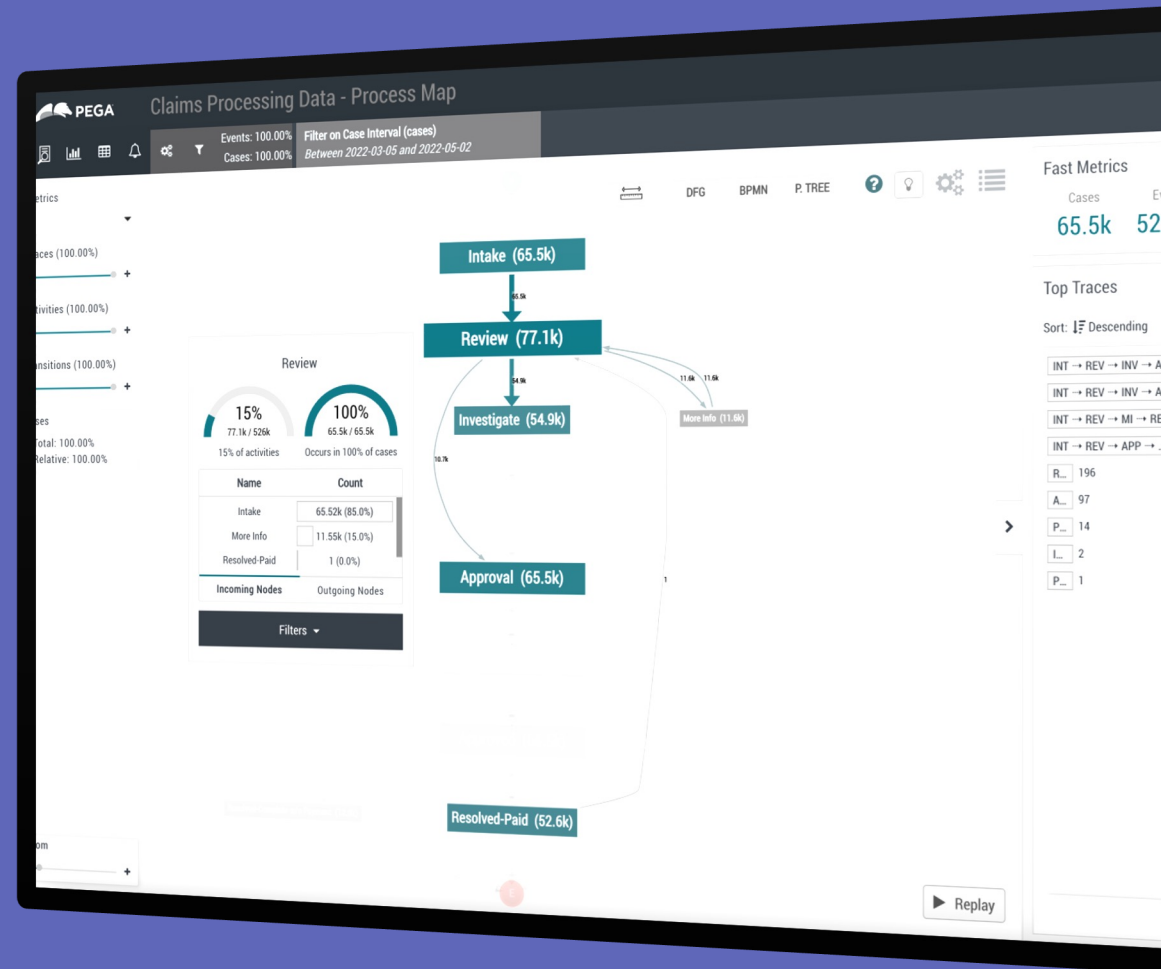 PEGA
Claims Processing Data - Process Map
Events: 100.00%
Cases: 100.00%
Filter on Case Interval (cases)
Between 2022-03-05 and 2022-05-02
etrics
aces (100.00%)
+
tivities (100.00%)
+
ansitions (100.00%)
+
ses
Total: 100.00%
Relative: 100.00%
om
+
DFG
BPMN
P. TREE
?
Intake (65.5k)
65.5k
Review (77.1k)
54.9k
11.6k
11.6k
Investigate (54.9k)
More Info (11.6k)
10.7k
Approval (65.5k)
1
Resolved-Paid (52.6k)
Review
15%
77.1k / 526k
15% of activities
100%
65.5k / 65.5k
Occurs in 100% of cases
Name Count
Intake 65.52k (85.0%)
More Info 11.55k (15.0%)
Resolved-Paid 1 (0.0%)
Incoming Nodes Outgoing Nodes
Filters
Replay
Fast Metrics
Cases E
65.5k 52
Top Traces
Sort: Descending
INT → REV → INV → A
INT → REV → INV → A
INT → REV → MI → RE
INT → REV → APP → ..
R... 196
A... 97
P... 14
I... 2
P... 1